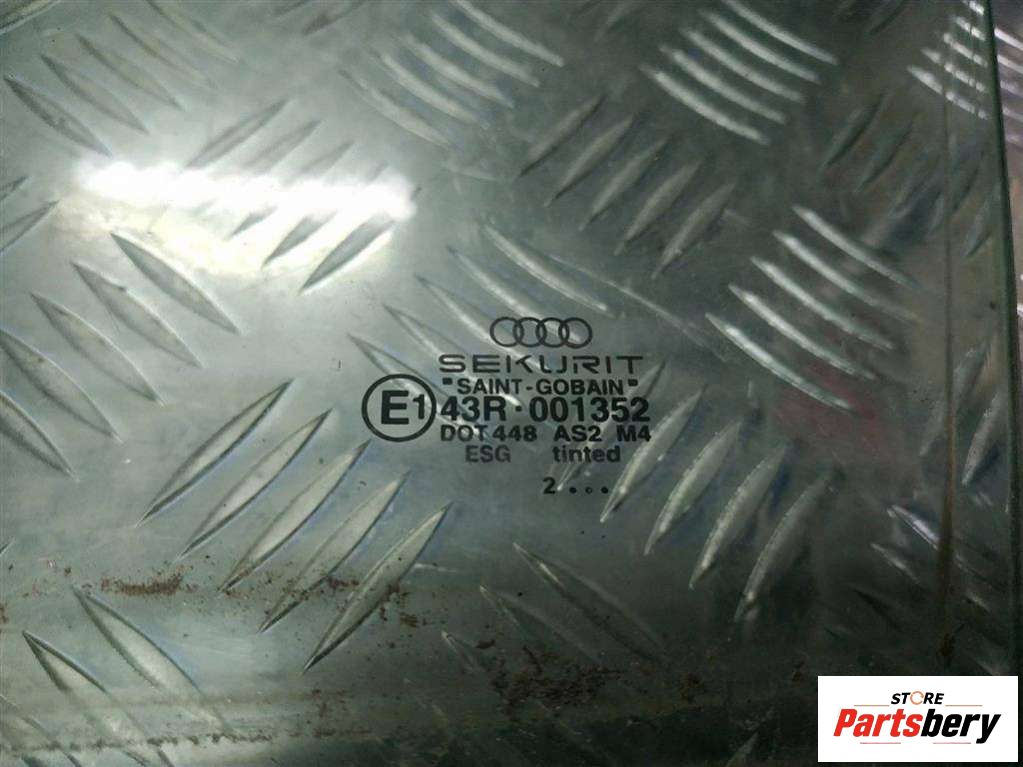 SEKURIT
"SAINT-GOBAIN"
E1 43R·001352
DOT 448 AS2 M4
ESG tinted
2 ...
STORE
Partsbery